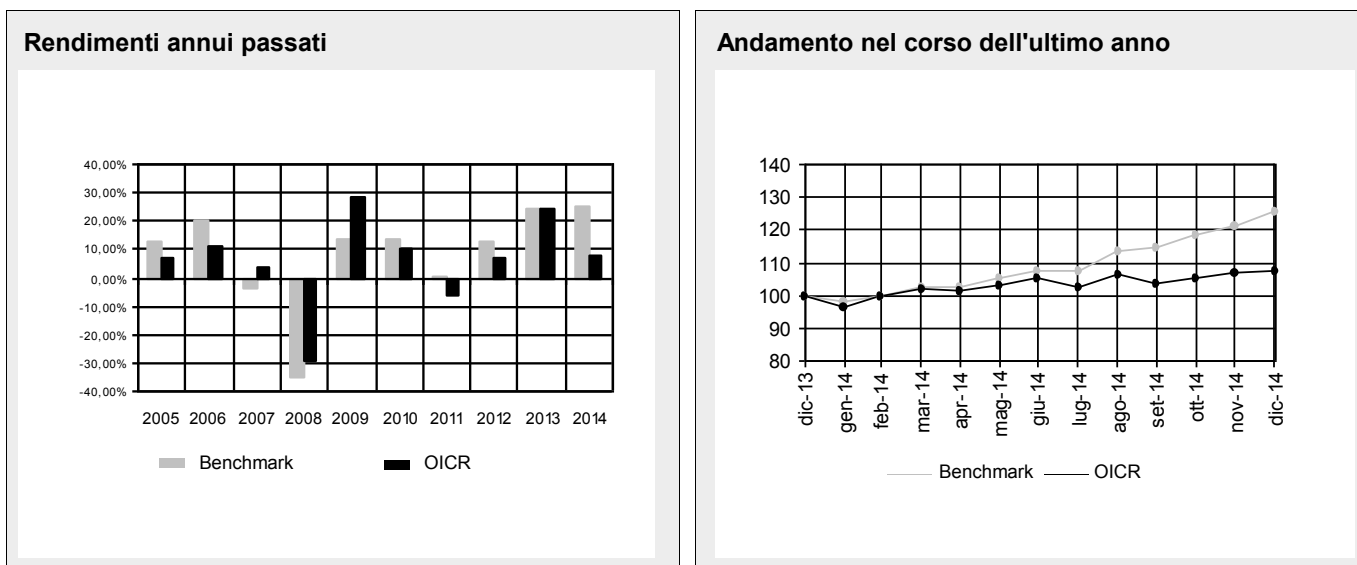 Rendimenti annui passati
40,00%
30,00%
20,00%
10,00%
0,00%
-10,00%
-20,00%
-30,00%
-40,00%
2005 2006 2007 2008 2009 2010 2011 2012 2013 2014
Benchmark OICR
Andamento nel corso dell'ultimo anno
140
130
120
110
100
90
80
dic-13
gen-14
feb-14
mar-14
apr-14
mag-14
giu-14
lug-14
ago-14
set-14
ott-14
nov-14
dic-14
Benchmark OICR